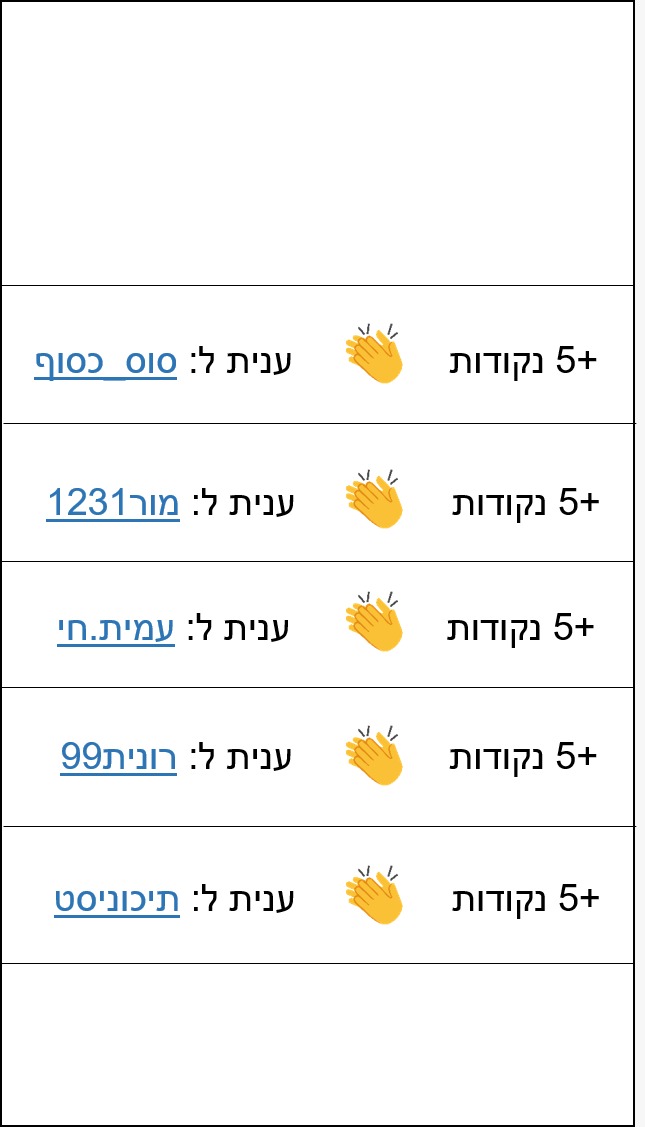 +5 נקודות 👏 ענית ל: סוס_כסוף
+5 נקודות 👏 ענית ל: מור1231
+5 נקודות 👏 ענית ל: עמית.חי
+5 נקודות 👏 ענית ל: רונית99
+5 נקודות 👏 ענית ל: תיכוניסט